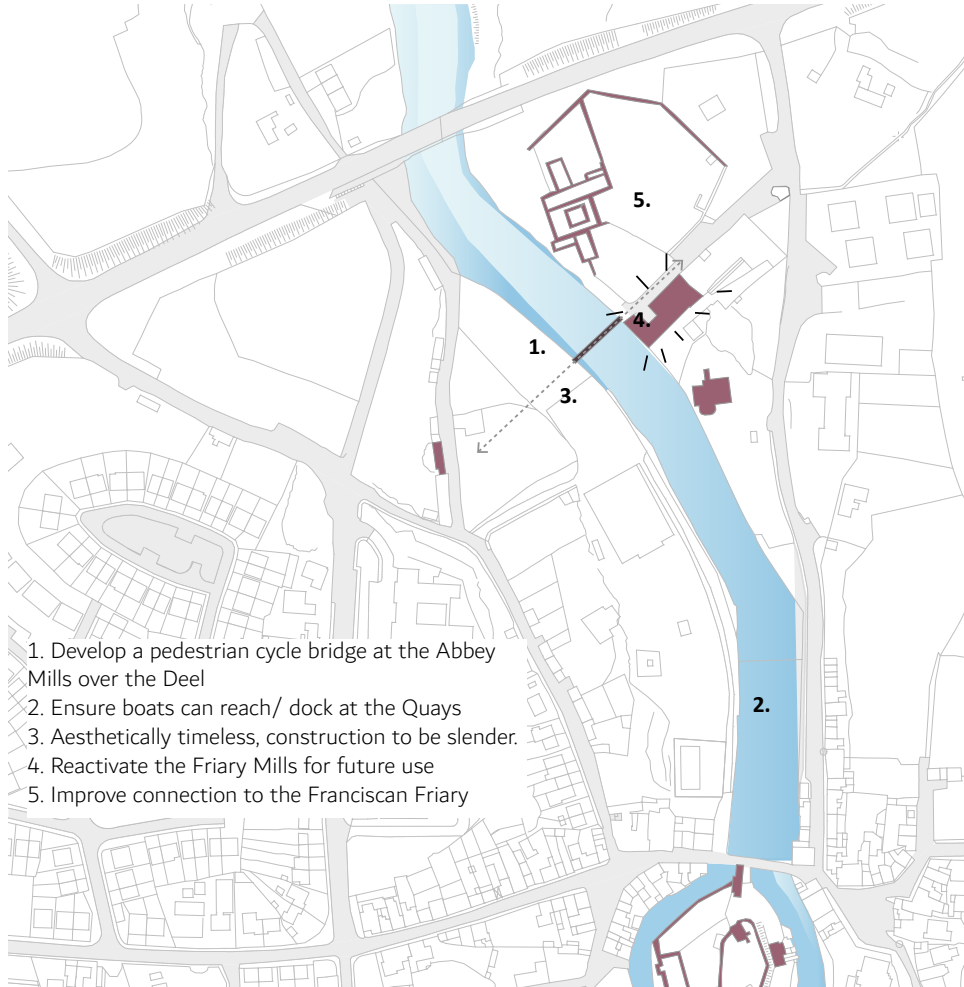 5.
4.
1.
3.
1. Develop a pedestrian cycle bridge at the Abbey
Mills over the Deel
2. Ensure boats can reach/ dock at the Quays
3. Aesthetically timeless, construction to be slender.
4. Reactivate the Friary Mills for future use
5. Improve connection to the Franciscan Friary
2.